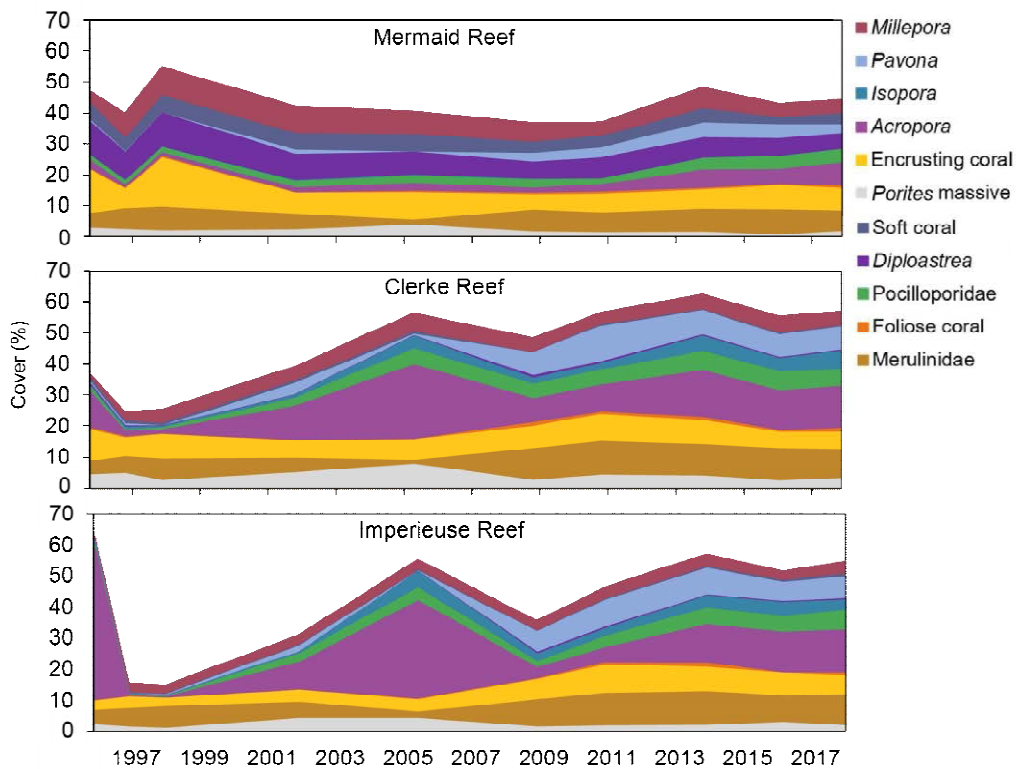 Mermaid Reef
70
60
50
40
30
20
10
0
Clerke Reef
70
60
50
40
30
20
10
0
Cover (%)
Imperieuse Reef
70
60
50
40
30
20
10
0
1997 1999 2001 2003 2005 2007 2009 2011 2013 2015 2017
Millepora
Pavona
Isopora
Acropora
Encrusting coral
Porites massive
Soft coral
Diploastrea
Pocilloporidae
Foliose coral
Merulinidae